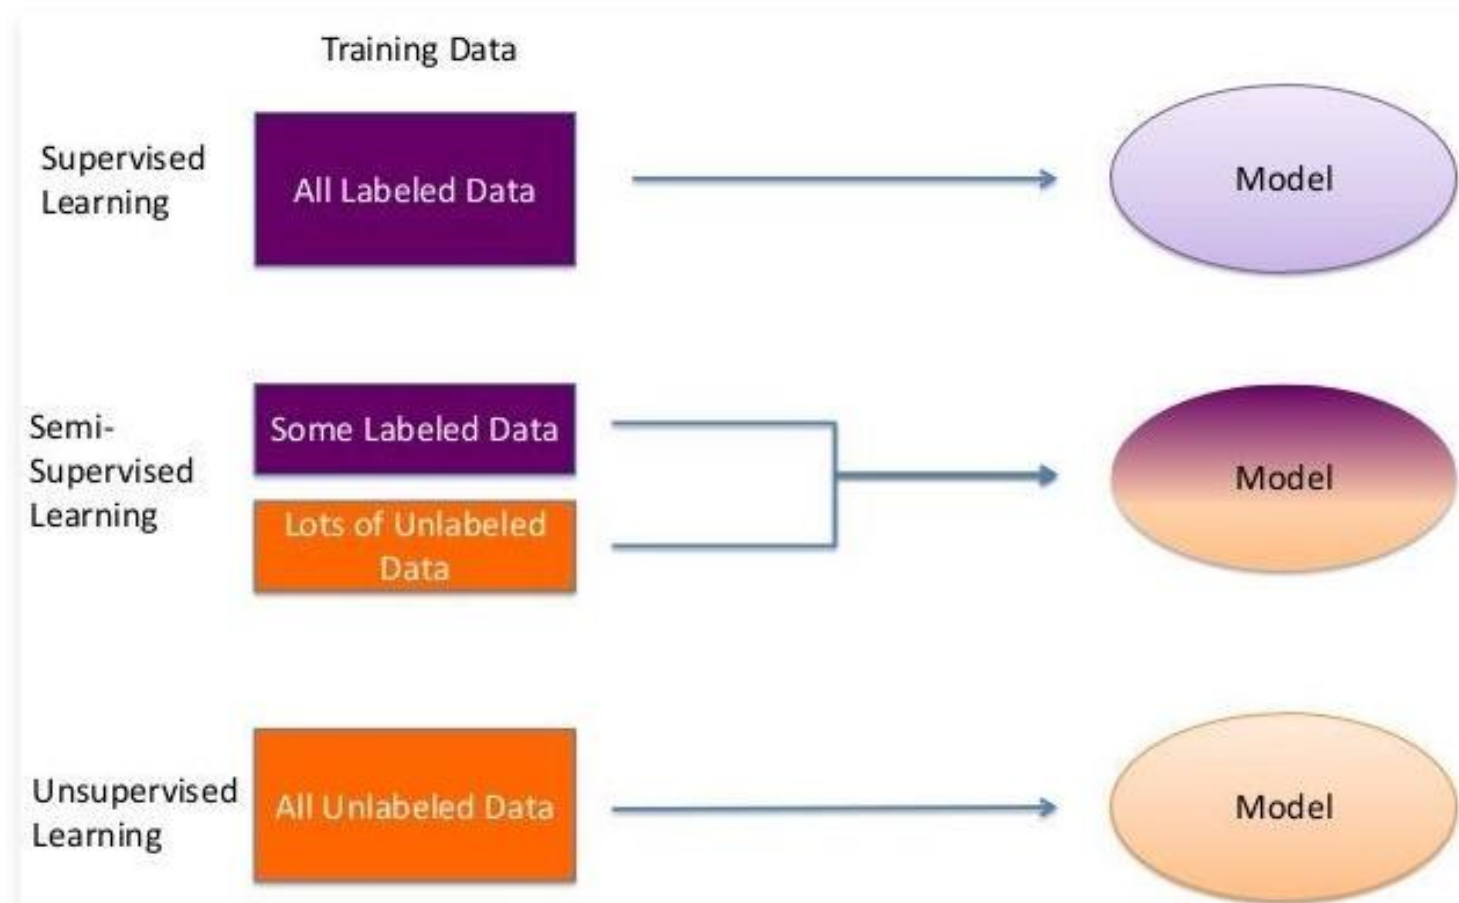 Training Data
Supervised
Learning
All Labeled Data
Model
Semi-
Supervised
Learning
Some Labeled Data
Lots of Unlabeled
Data
Model
Unsupervised
Learning
All Unlabeled Data
Model